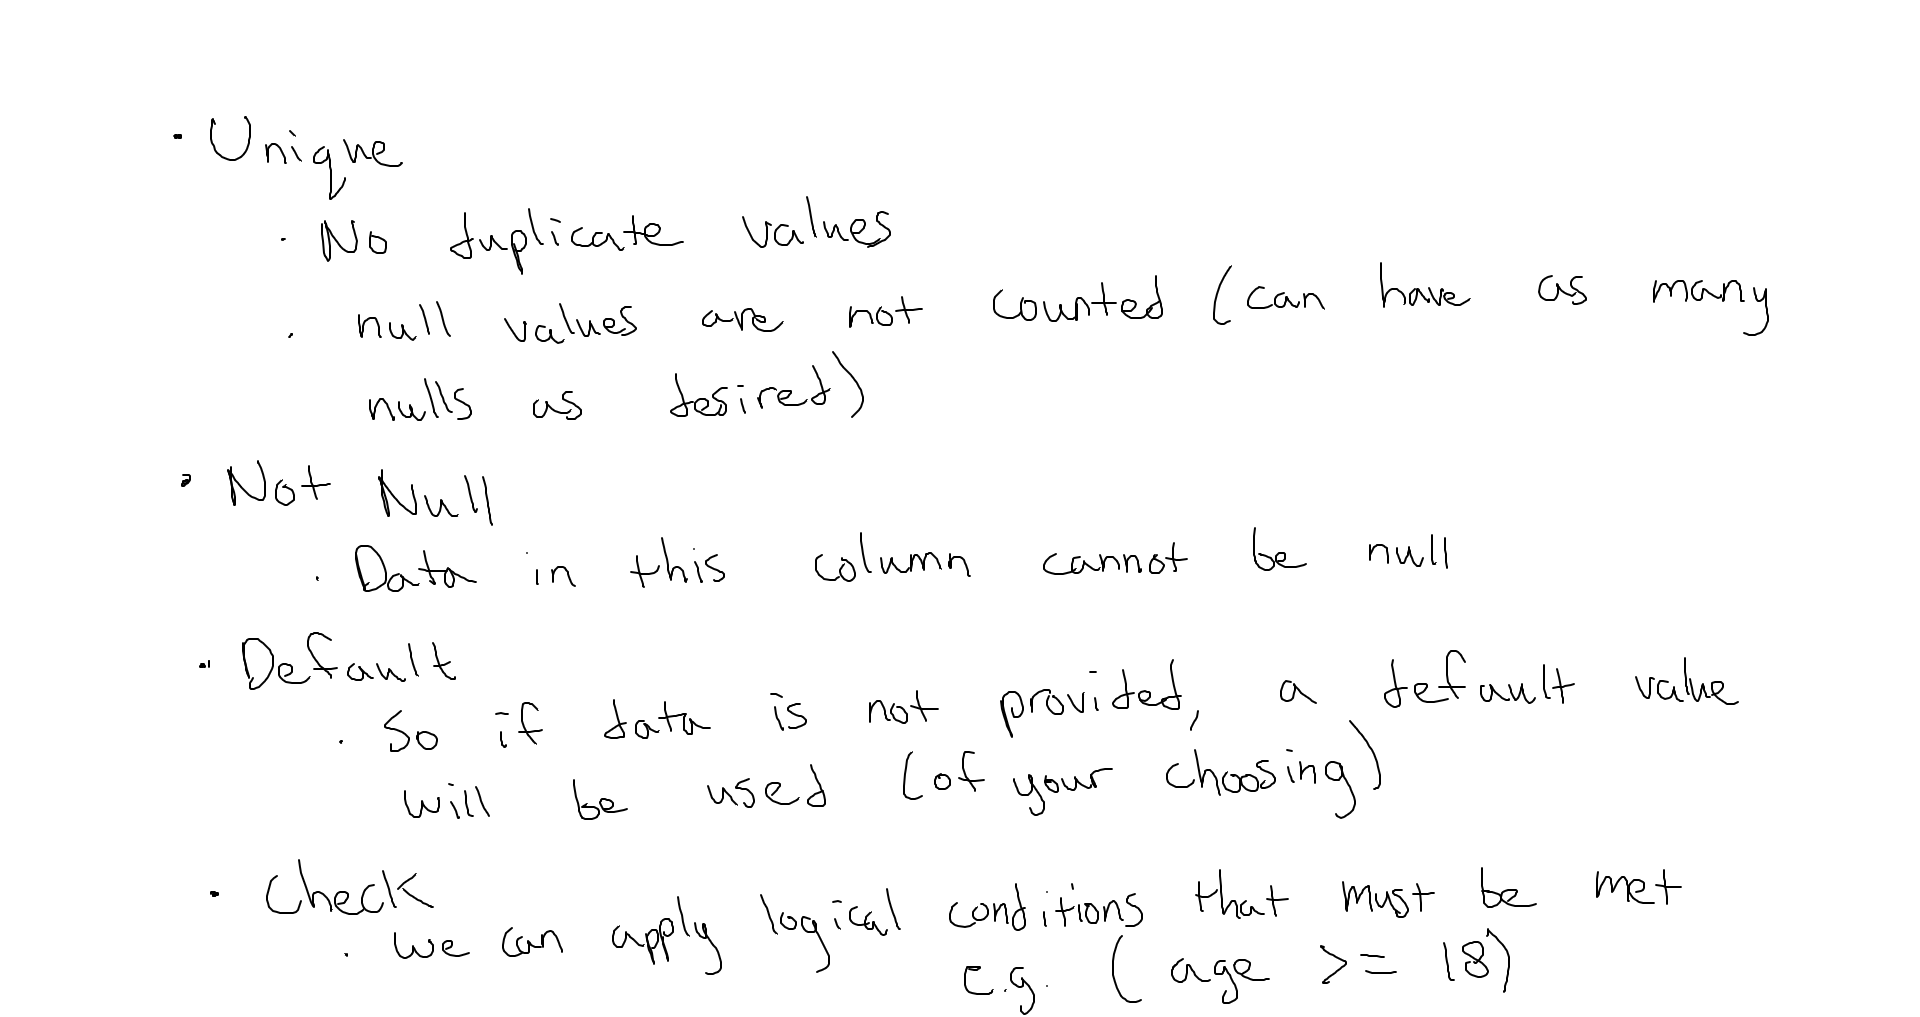 · Unique
· No duplicate values
· null values are not counted (can have as many
nulls as desired)
· Not Null
· Data in this column cannot be null
· Default
· So if data is not provided, a default value
will be used (of your choosing)
· Check
· We can apply logical conditions that must be met
e.g. (age >= 18)